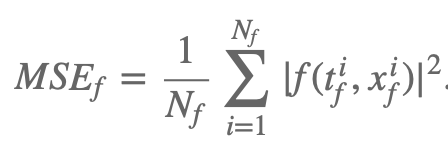 MSE_f = \frac{1}{N_f} \sum_{i=1}^{N_f} |f(t_f^i, x_f^i)|^2.